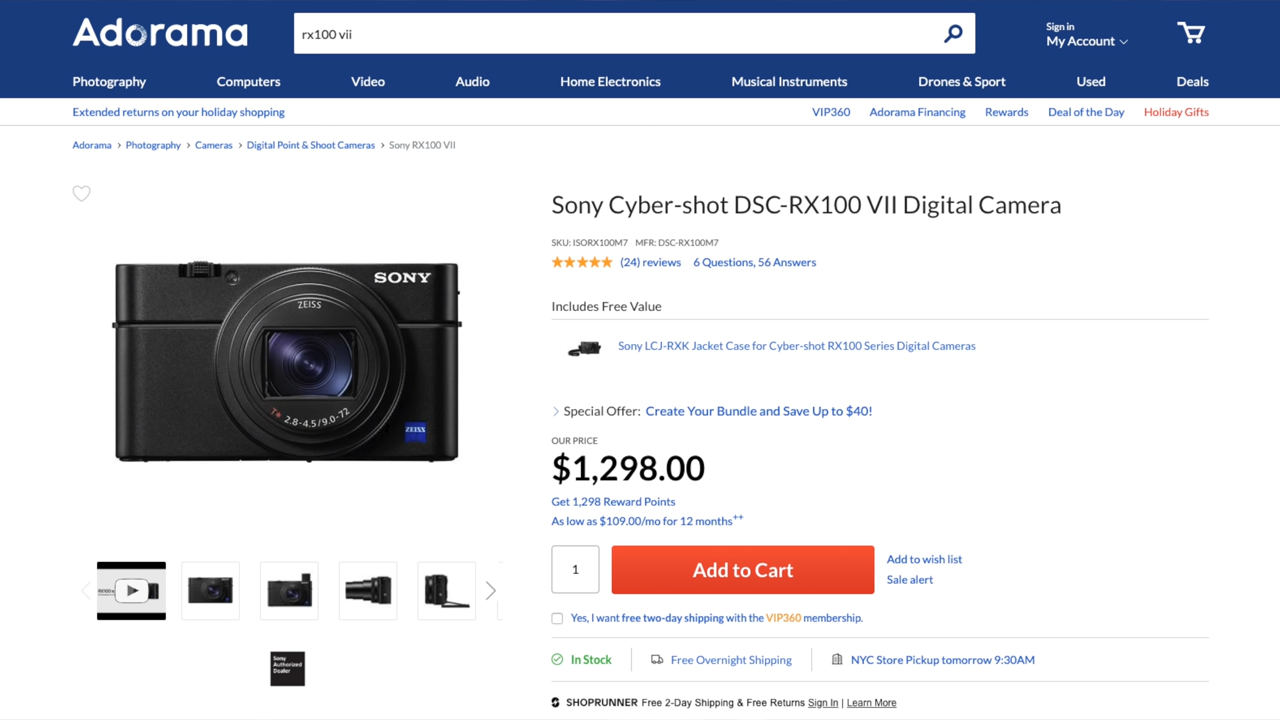 Adorama
rx100 vii
Sign in
My Account
Photography Computers Video Audio Home Electronics Musical Instruments Drones & Sport Used Deals
Extended returns on your holiday shopping
VIP360 Adorama Financing Rewards Deal of the Day Holiday Gifts
Adorama > Photography > Cameras > Digital Point & Shoot Cameras > Sony RX100 VII
Sony Cyber-shot DSC-RX100 VII Digital Camera
SKU: ISORX100M7 MFR: DSC-RX100M7
(24) reviews 6 Questions, 56 Answers
Includes Free Value
Sony LCJ-RXK Jacket Case for Cyber-shot RX100 Series Digital Cameras
> Special Offer: Create Your Bundle and Save Up to $40!
OUR PRICE
$1,298.00
Get 1,298 Reward Points
As low as $109.00/mo for 12 months++
1
Add to Cart
Add to wish list
Sale alert
Yes, I want free two-day shipping with the VIP360 membership.
In Stock
Free Overnight Shipping
NYC Store Pickup tomorrow 9:30AM
SHOPRUNNER Free 2-Day Shipping & Free Returns Sign In | Learn More
SONY
ZEISS
T* 2.8-4.5/9.0-72
ZEISS
Sony
Authorized
Dealer